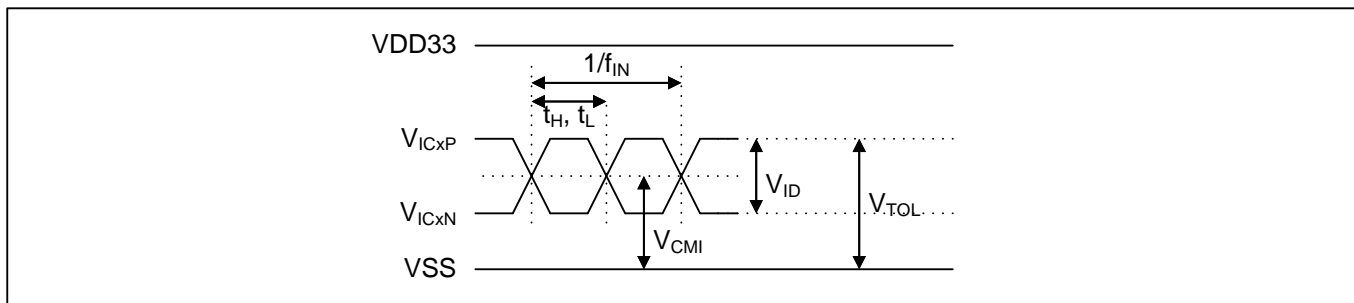 VDD33
1/fIN
tH, tL
VICxP
VID
VTOL
VICxN
VCMI
VSS